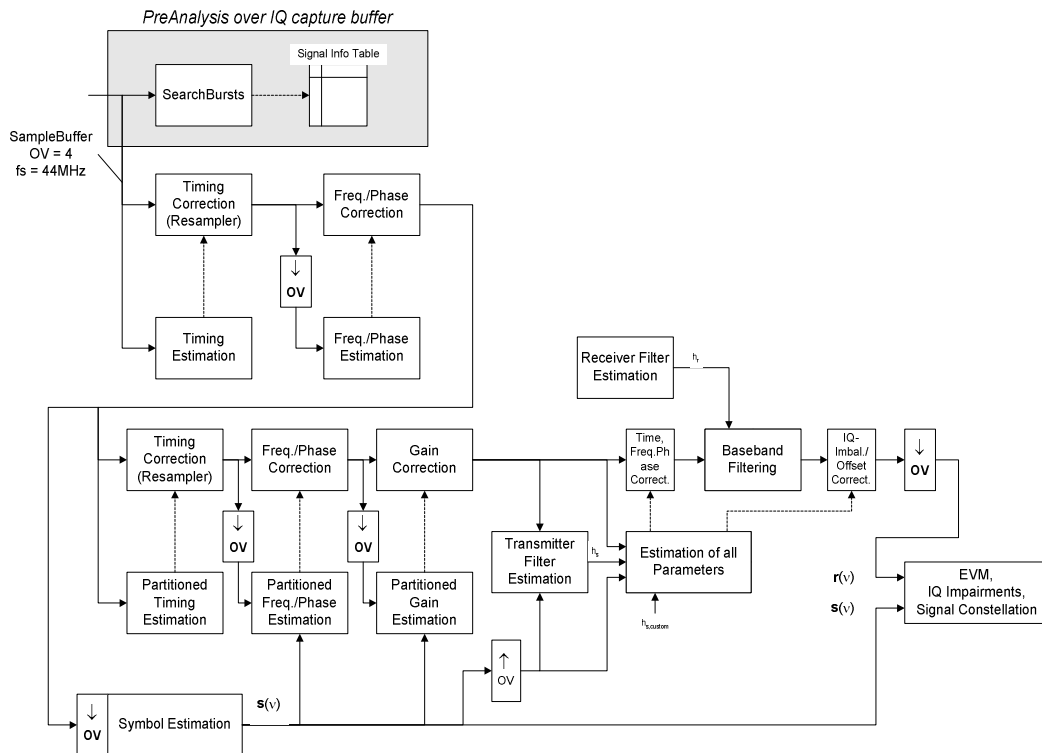 PreAnalysis over IQ capture buffer
Signal Info Table
SearchBursts
SampleBuffer
OV = 4
fs = 44MHz
Timing
Correction
(Resampler)
Freq./Phase
Correction
↓
OV
Timing
Estimation
Freq./Phase
Estimation
Receiver Filter
Estimation
hr
Timing
Correction
(Resampler)
Freq./Phase
Correction
Gain
Correction
Time,
Freq.Ph
ase
Correct.
Baseband
Filtering
IQ-
Imbal./
Offset
Correct.
↓
OV
↓
OV
↓
OV
Transmitter
Filter
Estimation
hs
Estimation of all
Parameters
Partitioned
Timing
Estimation
Partitioned
Freq./Phase
Estimation
Partitioned
Gain
Estimation
hs,custom
r(ν)
s(ν)
EVM,
IQ Impairments,
Signal Constellation
↑
OV
↓
OV
Symbol Estimation
s(ν)